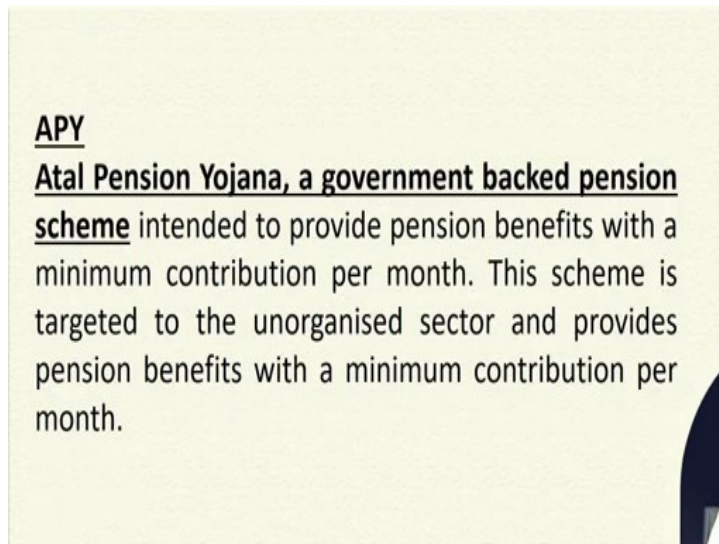 APY
Atal Pension Yojana, a government backed pension
scheme intended to provide pension benefits with a
minimum contribution per month. This scheme is
targeted to the unorganised sector and provides
pension benefits with a minimum contribution per
month.